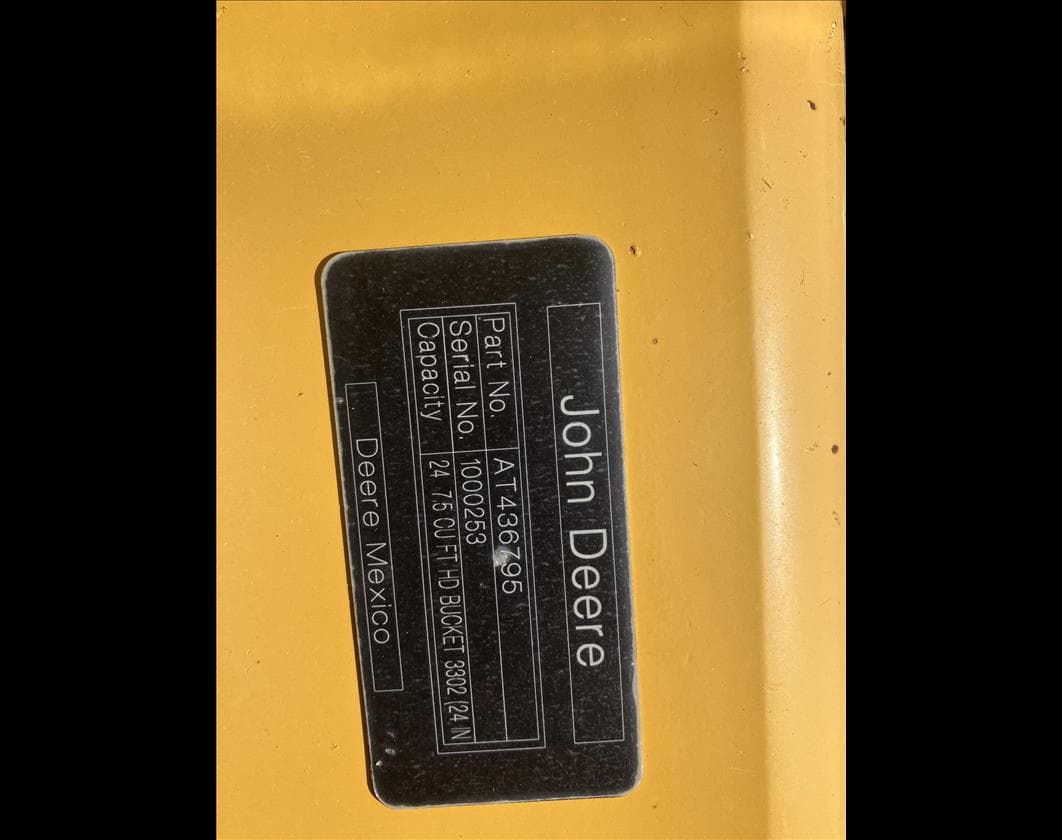 John Deere
Part No. AT436795
Serial No. 1000253
Capacity 24 7.5 CU FT HD BUCKET 3302 (24 IN
Deere Mexico